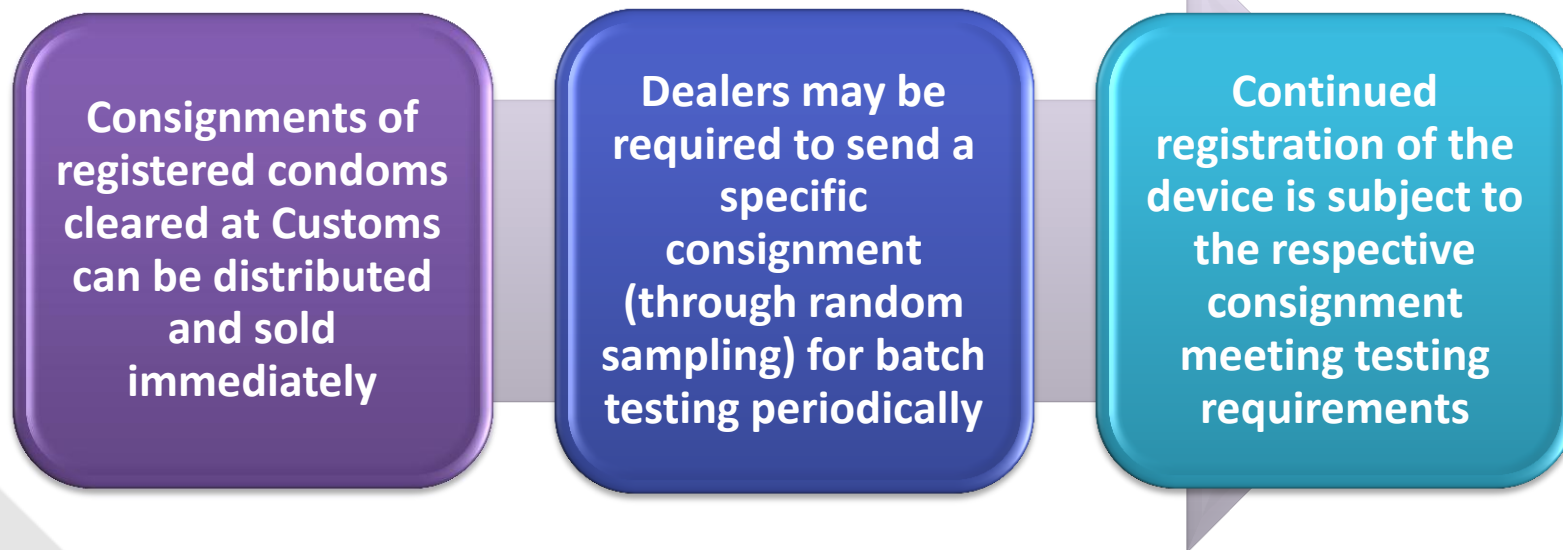 Consignments of
registered condoms
cleared at Customs
can be distributed
and sold
immediately
Dealers may be
required to send a
specific
consignment
(through random
sampling) for batch
testing periodically
Continued
registration of the
device is subject to
the respective
consignment
meeting testing
requirements